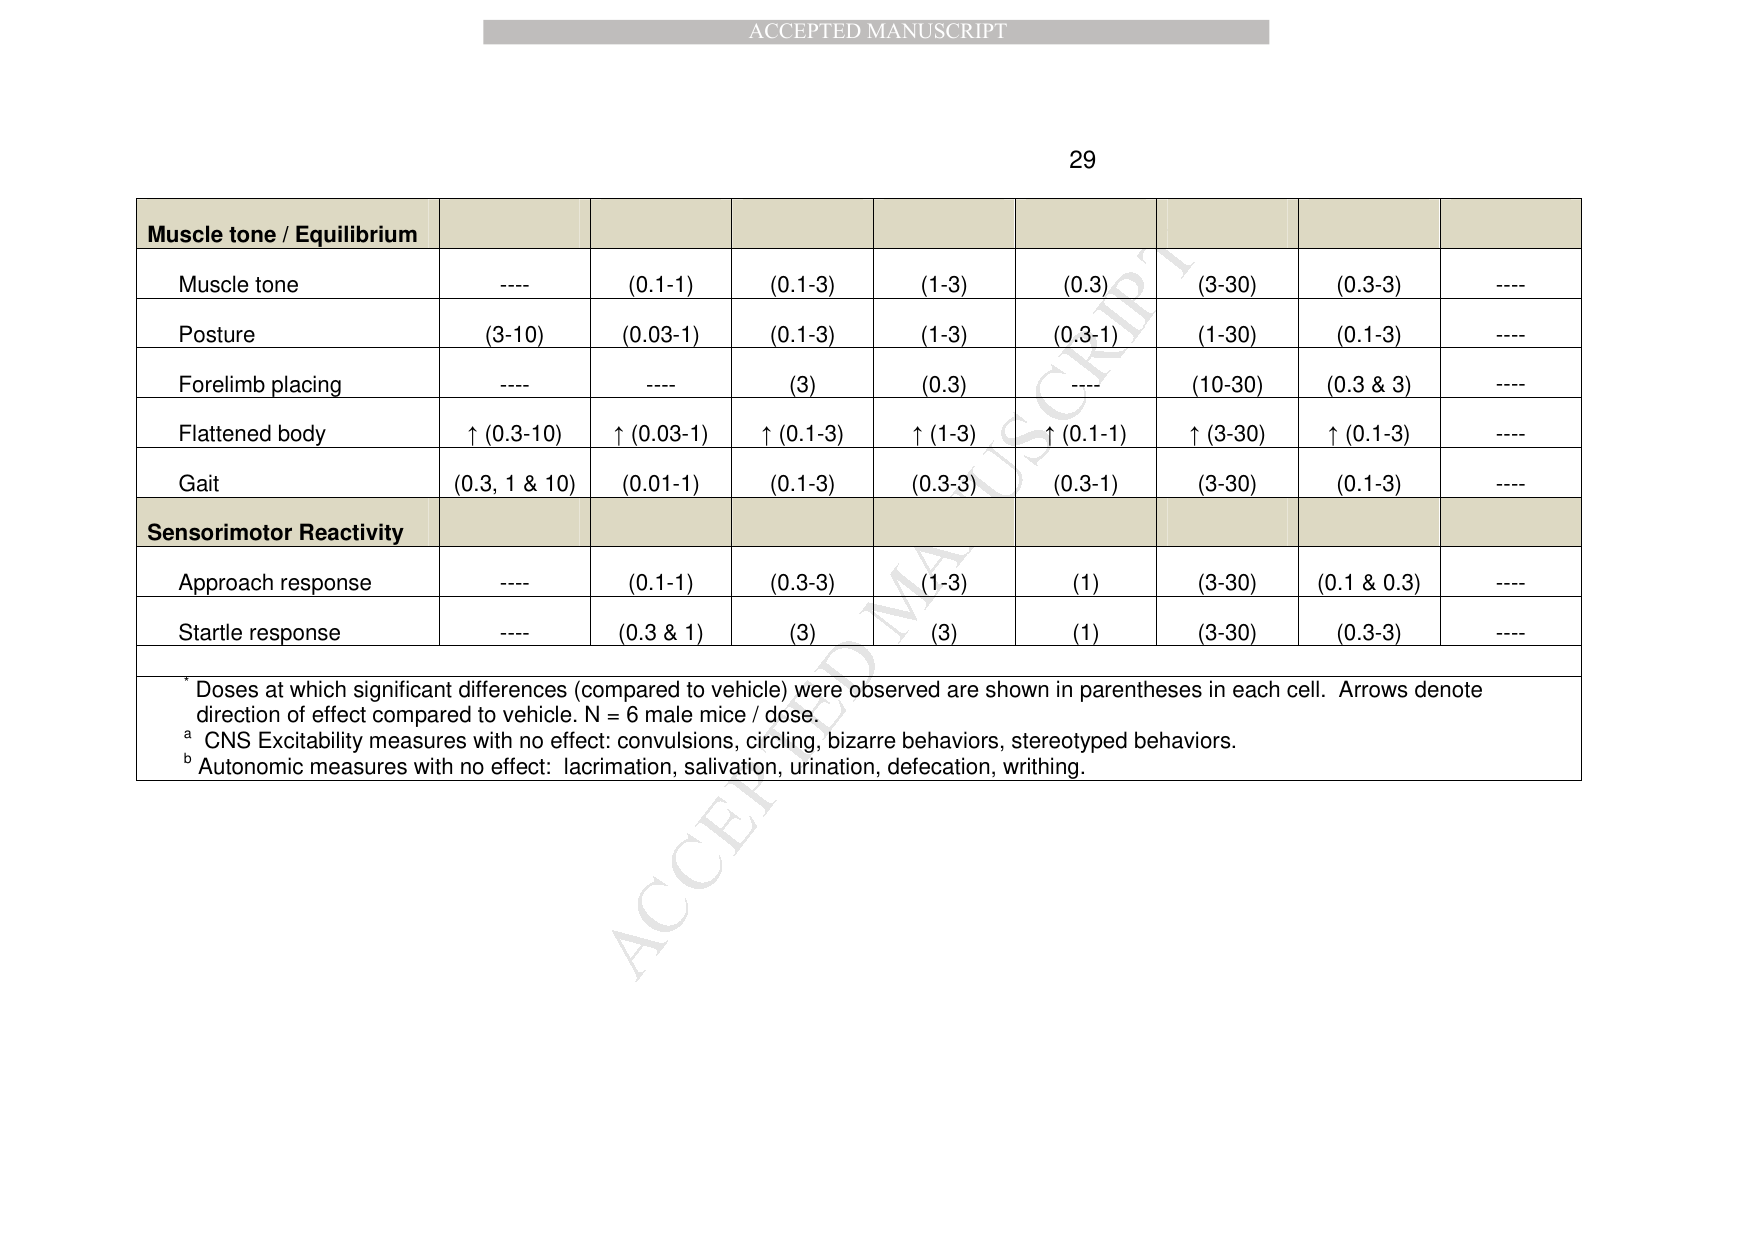 ACCEPTED MANUSCRIPT
29
Muscle tone / Equilibrium
Muscle tone ---- (0.1-1) (0.1-3) (1-3) (0.3) (3-30) (0.3-3) ----
Posture (3-10) (0.03-1) (0.1-3) (1-3) (0.3-1) (1-30) (0.1-3) ----
Forelimb placing ---- ---- (3) (0.3) ---- (10-30) (0.3 & 3) ----
Flattened body ↑ (0.3-10) ↑ (0.03-1) ↑ (0.1-3) ↑ (1-3) ↑ (0.1-1) ↑ (3-30) ↑ (0.1-3) ----
Gait (0.3, 1 & 10) (0.01-1) (0.1-3) (0.3-3) (0.3-1) (3-30) (0.1-3) ----
Sensorimotor Reactivity
Approach response ---- (0.1-1) (0.3-3) (1-3) (1) (3-30) (0.1 & 0.3) ----
Startle response ---- (0.3 & 1) (3) (3) (1) (3-30) (0.3-3) ----
* Doses at which significant differences (compared to vehicle) were observed are shown in parentheses in each cell. Arrows denote
direction of effect compared to vehicle. N = 6 male mice / dose.
a CNS Excitability measures with no effect: convulsions, circling, bizarre behaviors, stereotyped behaviors.
b Autonomic measures with no effect: lacrimation, salivation, urination, defecation, writhing.
ACCEPTED MANUSCRIPT